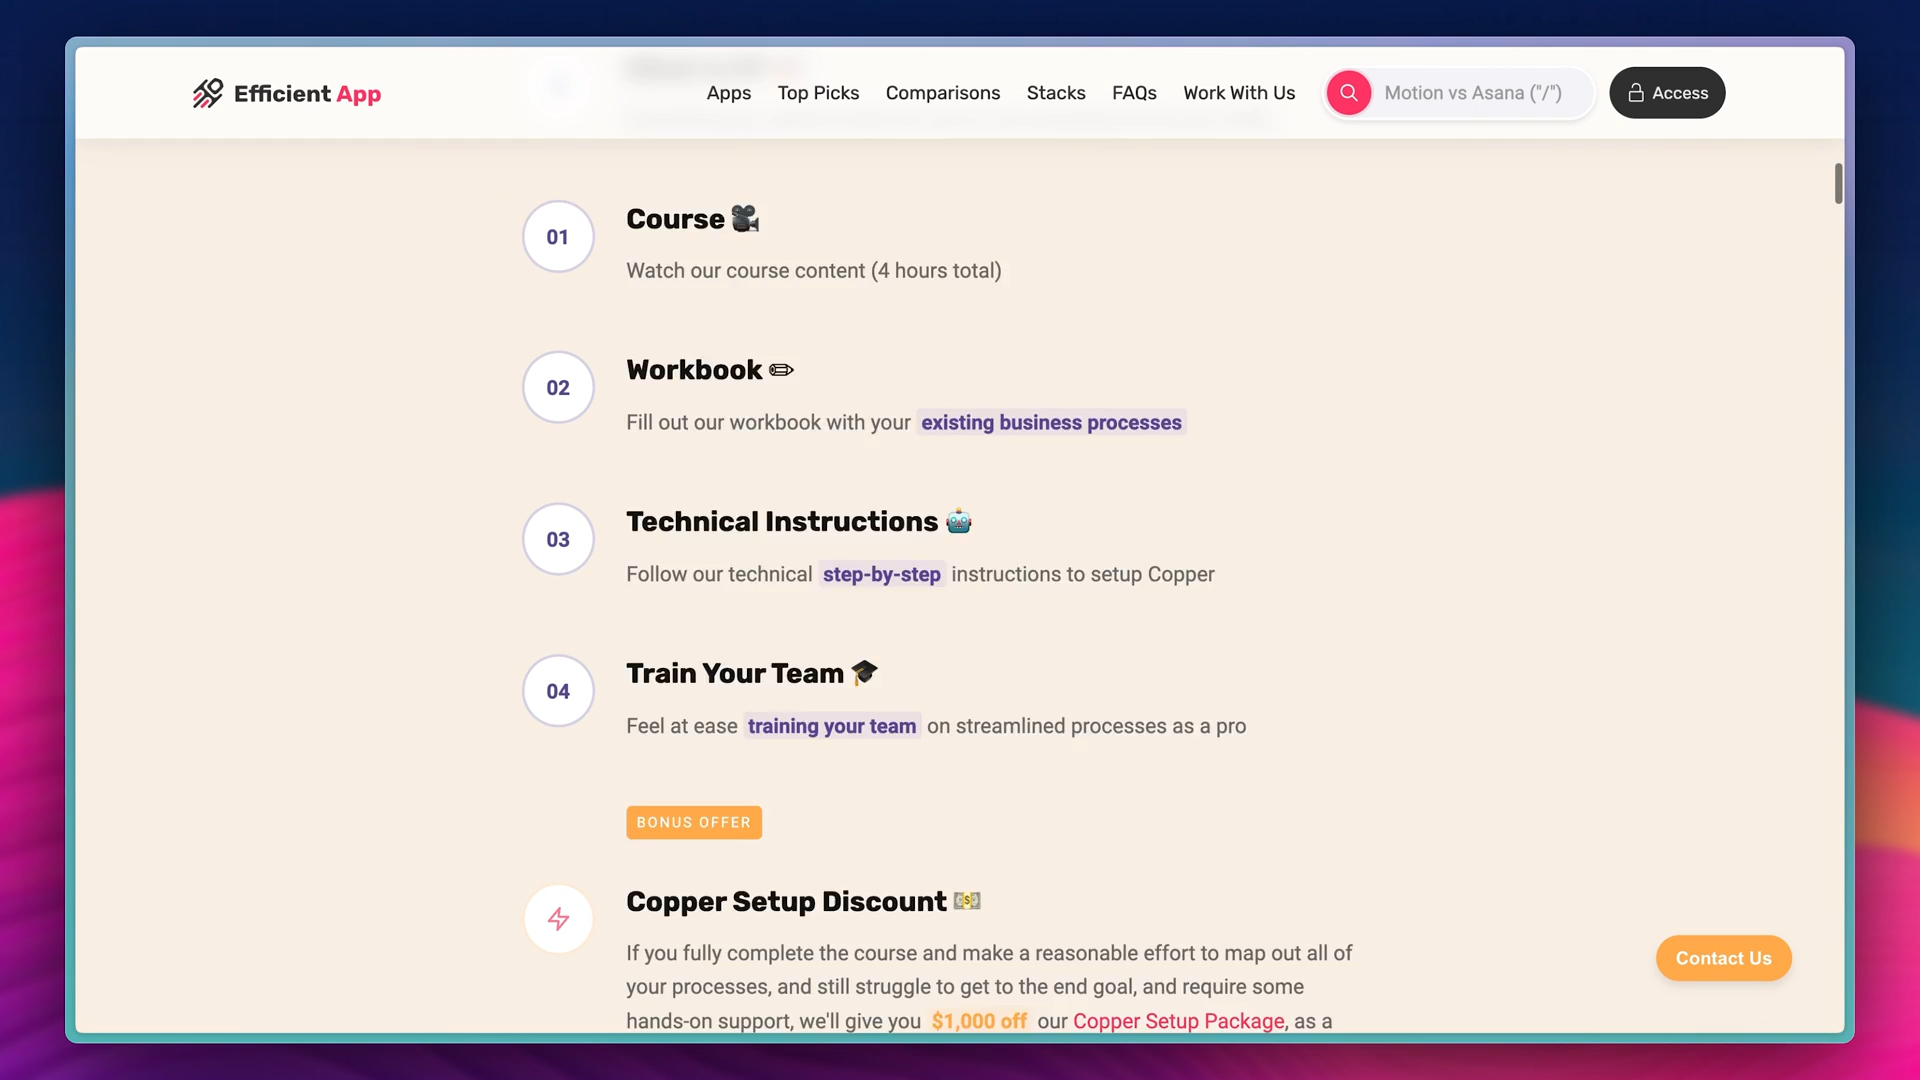 Efficient App
Apps
Top Picks
Comparisons
Stacks
FAQs
Work With Us
Motion vs Asana ("/")
Access
01
Course
Watch our course content (4 hours total)
02
Workbook
Fill out our workbook with your existing business processes
03
Technical Instructions
Follow our technical step-by-step instructions to setup Copper
04
Train Your Team
Feel at ease training your team on streamlined processes as a pro
BONUS OFFER
Copper Setup Discount
If you fully complete the course and make a reasonable effort to map out all of
your processes, and still struggle to get to the end goal, and require some
hands-on support, we'll give you $1,000 off our Copper Setup Package, as a
Contact Us